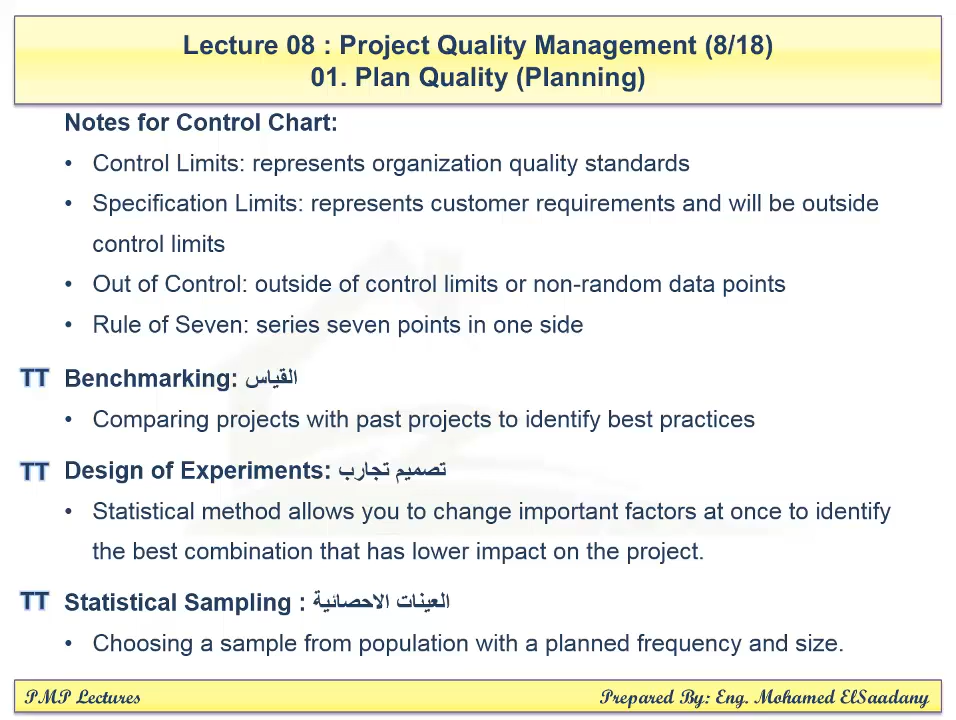 Lecture 08 : Project Quality Management (8/18)
01. Plan Quality (Planning)
Notes for Control Chart:
• Control Limits: represents organization quality standards
• Specification Limits: represents customer requirements and will be outside
control limits
• Out of Control: outside of control limits or non-random data points
• Rule of Seven: series seven points in one side
TT Benchmarking: القياس
• Comparing projects with past projects to identify best practices
TT Design of Experiments: تصميم تجارب
• Statistical method allows you to change important factors at once to identify
the best combination that has lower impact on the project.
TT Statistical Sampling : العينات الاحصائية
• Choosing a sample from population with a planned frequency and size.
PMP Lectures
Prepared By: Eng. Mohamed ElSaadany